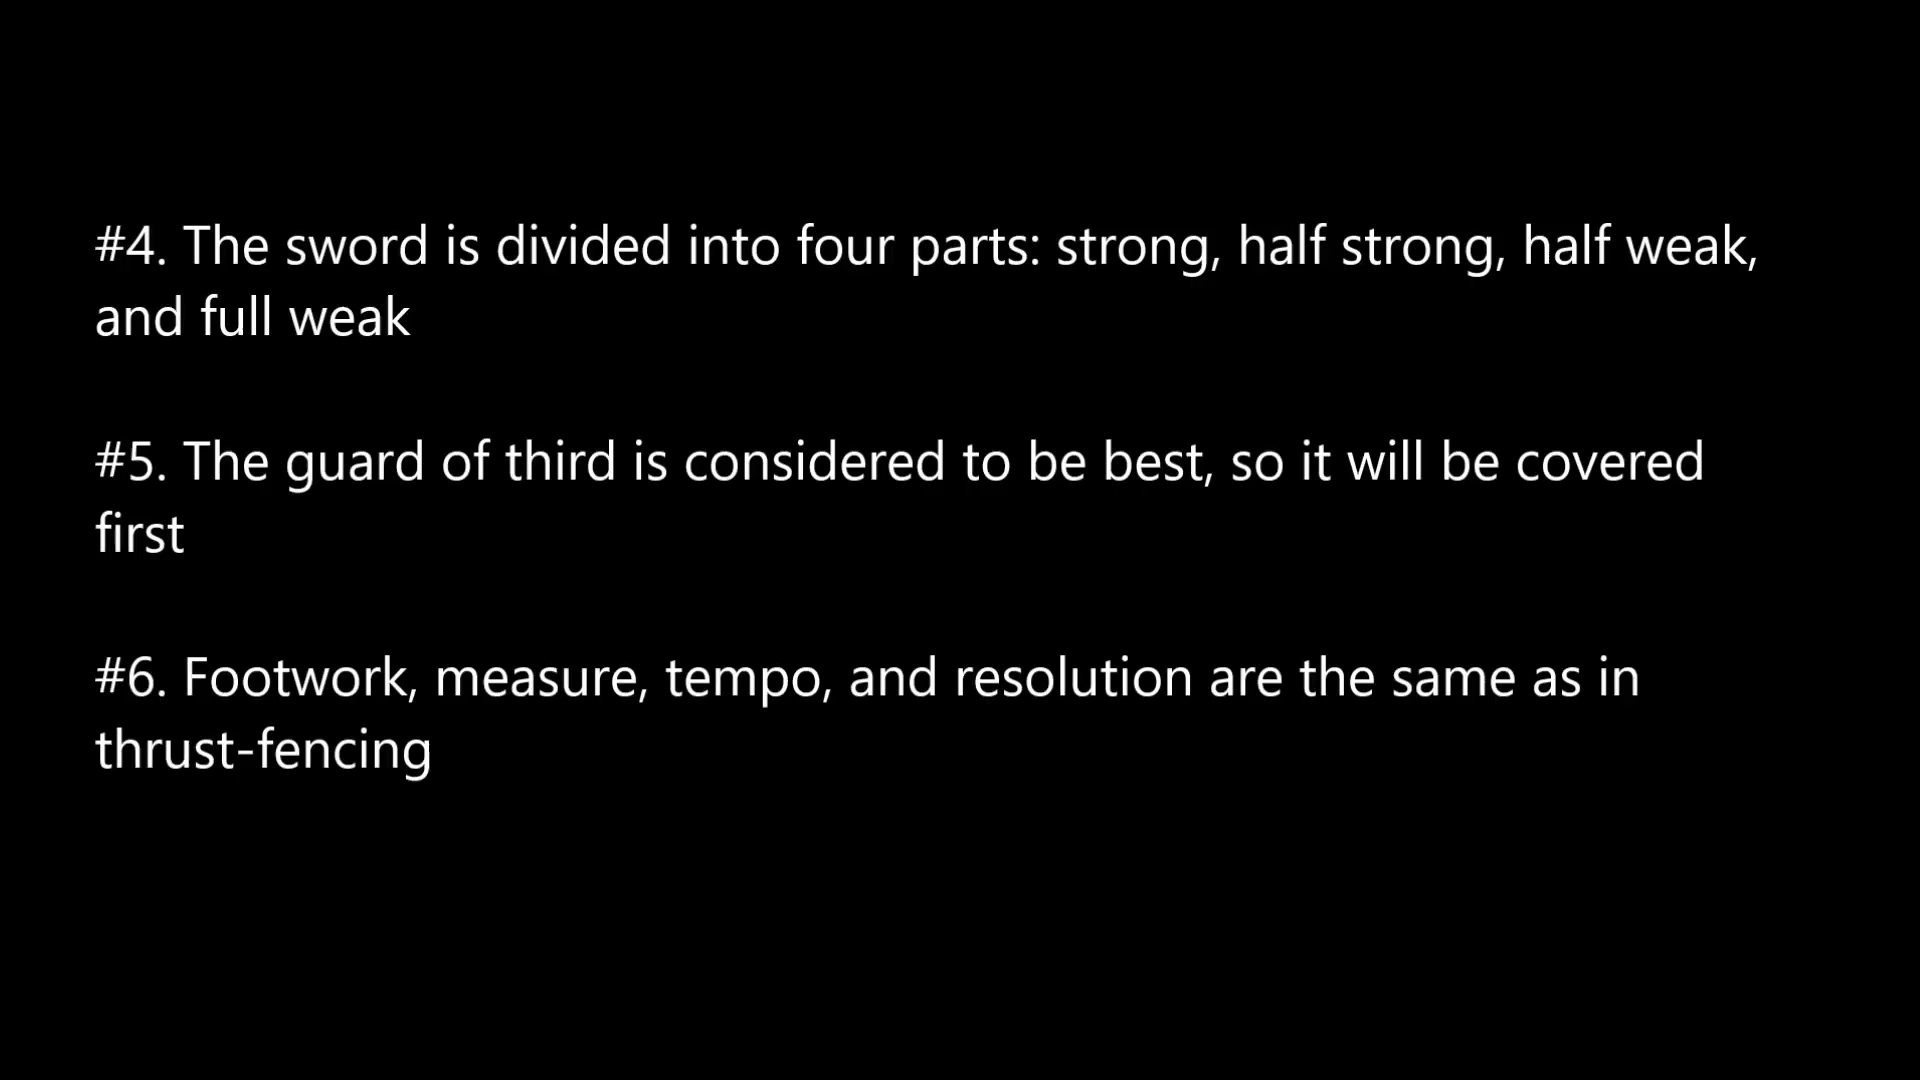 #4. The sword is divided into four parts: strong, half strong, half weak,
and full weak
#5. The guard of third is considered to be best, so it will be covered
first
#6. Footwork, measure, tempo, and resolution are the same as in
thrust-fencing